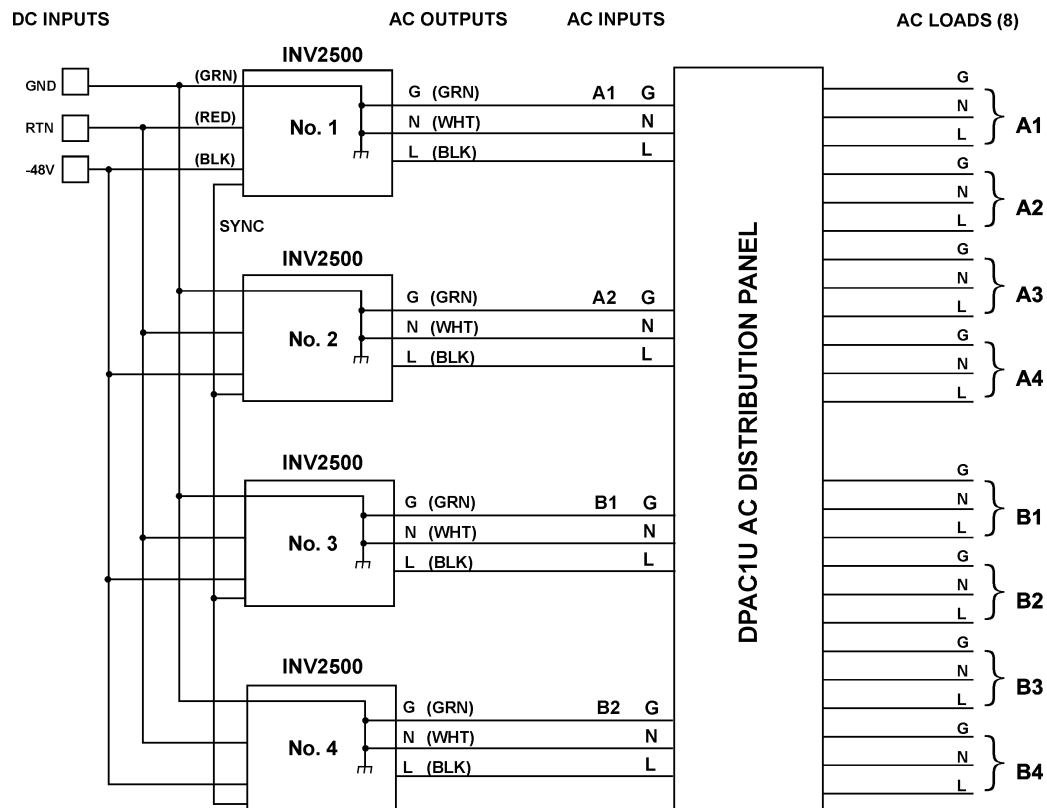 DC INPUTS
AC OUTPUTS
AC INPUTS
AC LOADS (8)
GND
RTN
-48V
(GRN)
(RED)
(BLK)
SYNC
INV2500
No. 1
G (GRN)
N (WHT)
L (BLK)
A1 G
N
L
INV2500
No. 2
G (GRN)
N (WHT)
L (BLK)
A2 G
N
L
INV2500
No. 3
G (GRN)
N (WHT)
L (BLK)
B1 G
N
L
INV2500
No. 4
G (GRN)
N (WHT)
L (BLK)
B2 G
N
L
DPAC1U AC DISTRIBUTION PANEL
G
N
L
A1
G
N
L
A2
G
N
L
A3
G
N
L
A4
G
N
L
B1
G
N
L
B2
G
N
L
B3
G
N
L
B4